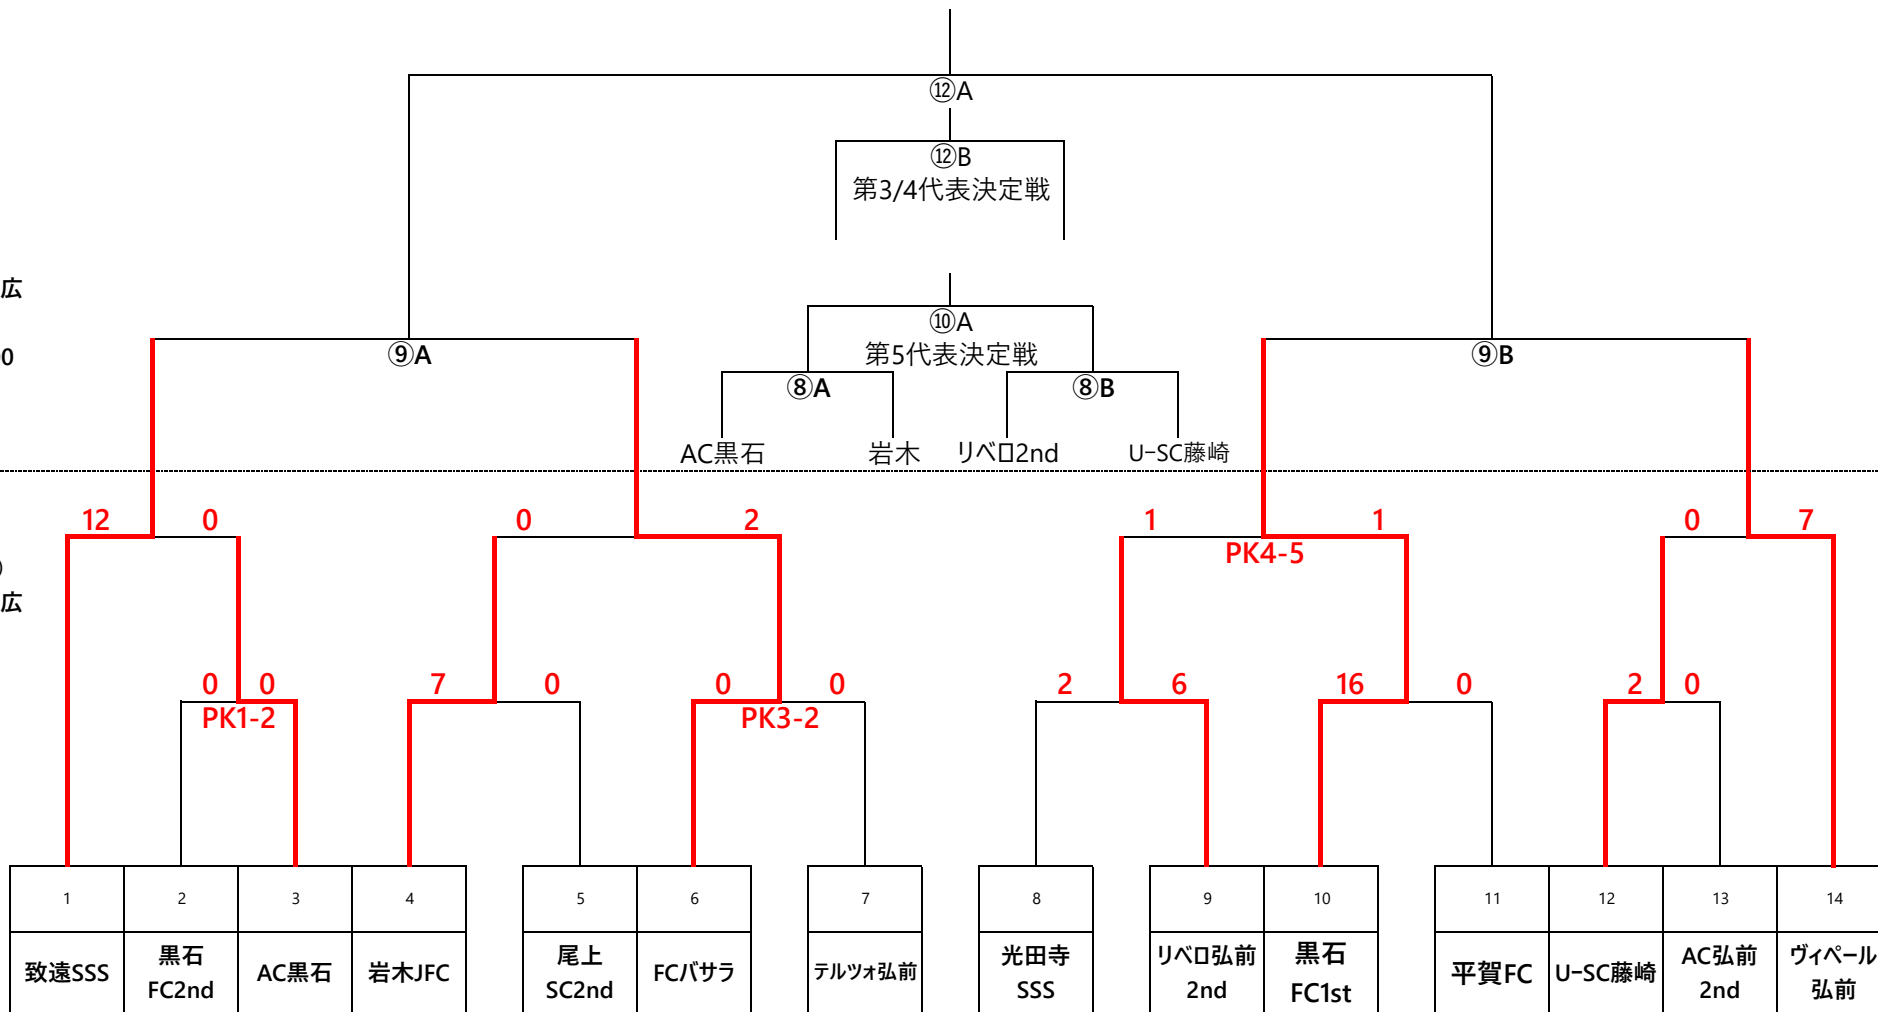 ⑫A
⑫B
第3/4代表決定戦
広
⑩A
00
⑨A
第5代表決定戦
⑨B
⑧A
⑧B
AC黒石 岩木 リベロ2nd U-SC藤崎
12 0 0 2 1 1 0 7
PK4-5
)
広
0 0 7 0 0 0 2 6 16 0 2 0
PK1-2 PK3-2
1 2 3 4 5 6 7 8 9 10 11 12 13 14
致遠SSS
黒石
FC2nd
AC黒石
岩木JFC
尾上
SC2nd
FCバサラ
テルツォ弘前
光田寺
SSS
リベロ弘前
2nd
黒石
FC1st
平賀FC
U-SC藤崎
AC弘前
2nd
ヴィペール
弘前